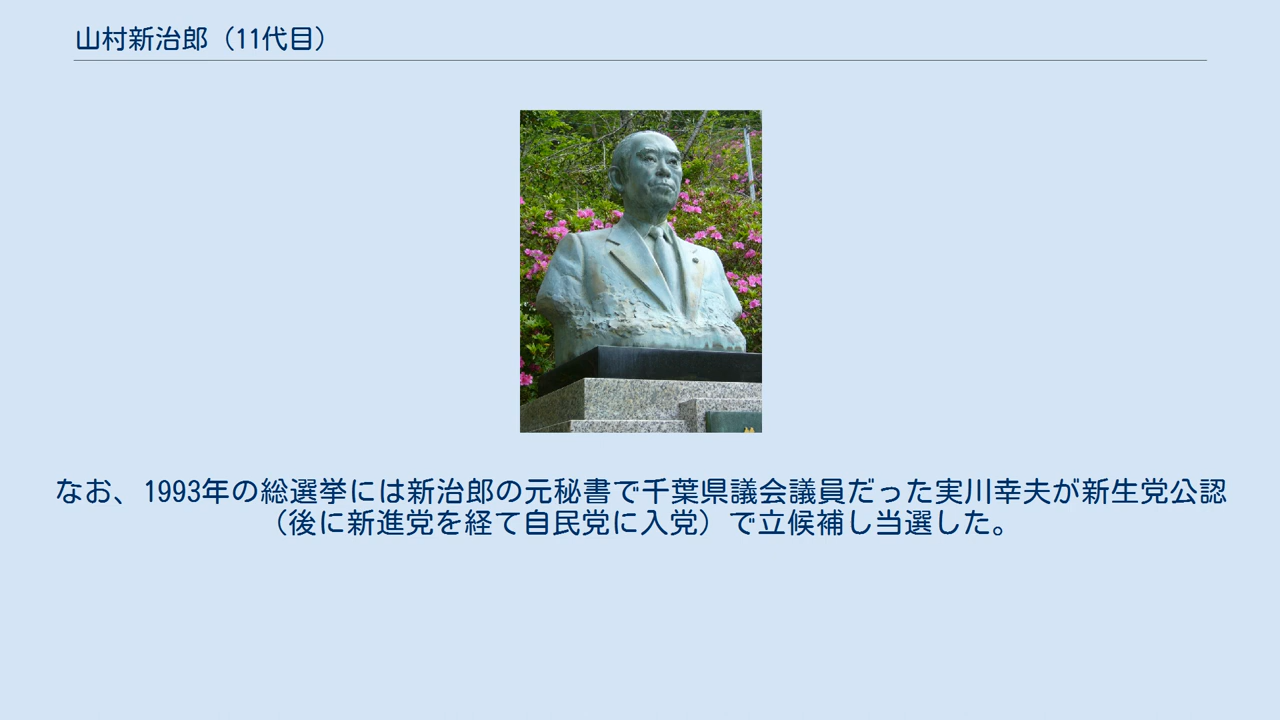 山村新治郎（11代目）
なお、1993年の総選挙には新治郎の元秘書で千葉県議会議員だった実川幸夫が新生党公認
（後に新進党を経て自民党に入党）で立候補し当選した。